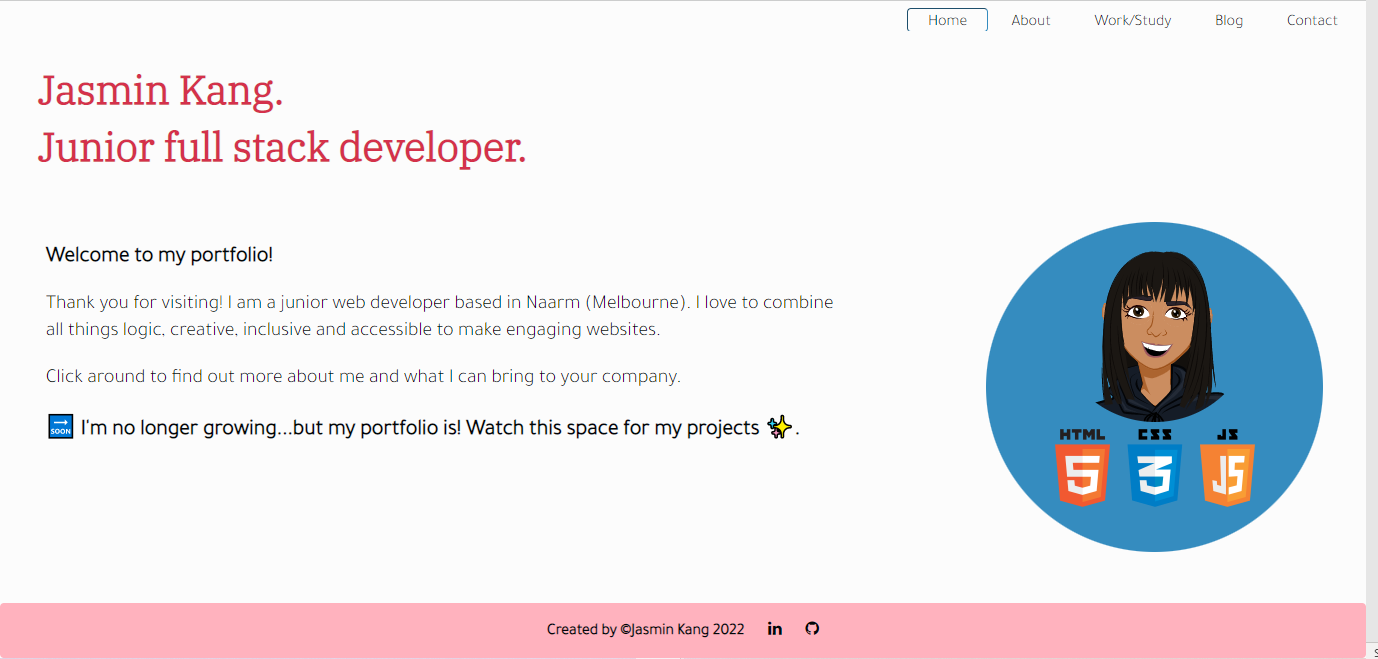 Home About Work/Study Blog Contact
Jasmin Kang.
Junior full stack developer.
Welcome to my portfolio!
Thank you for visiting! I am a junior web developer based in Naarm (Melbourne). I love to combine
all things logic, creative, inclusive and accessible to make engaging websites.
Click around to find out more about me and what I can bring to your company.
🔜 I'm no longer growing...but my portfolio is! Watch this space for my projects ✨.
HTML CSS JS
5 3 JS
Created by ©Jasmin Kang 2022 in